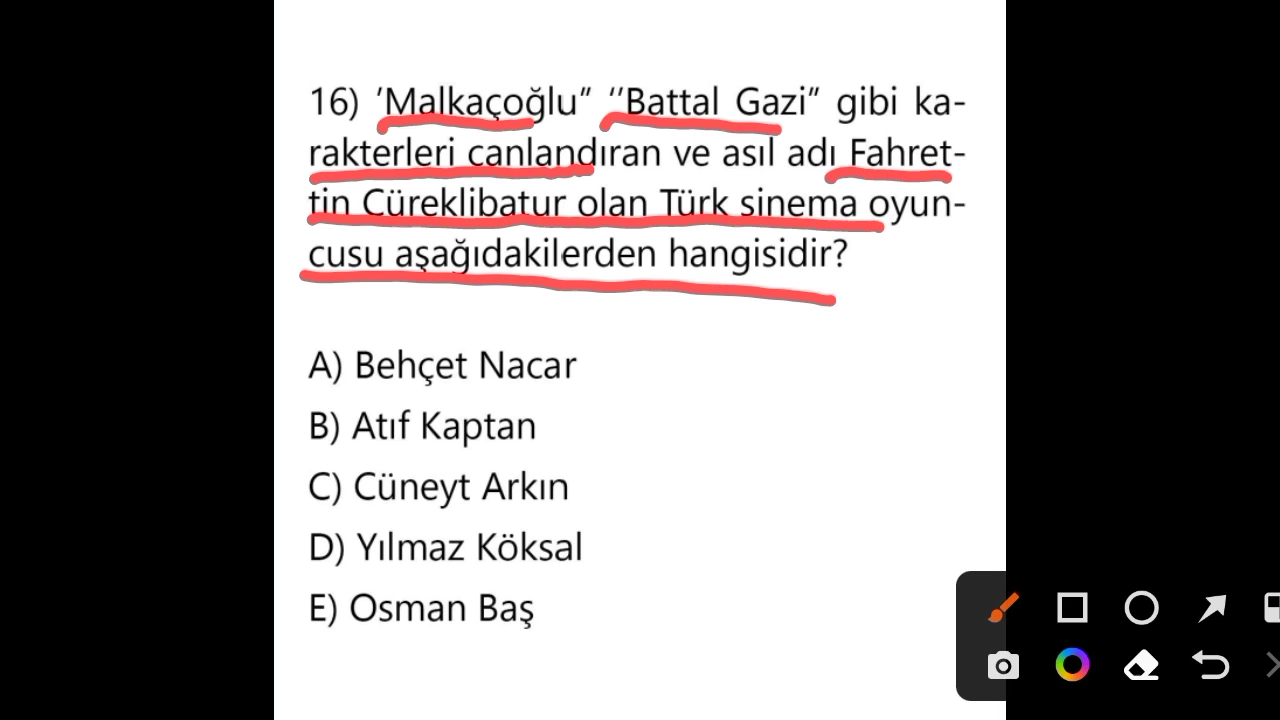 16) ‘Malkaçoğlu” ‘’Battal Gazi” gibi ka-
rakterleri canlandıran ve asıl adı Fahret-
tin Cüreklibatur olan Türk sinema oyun-
cusu aşağıdakilerden hangisidir?
A) Behçet Nacar
B) Atıf Kaptan
C) Cüneyt Arkın
D) Yılmaz Köksal
E) Osman Baş